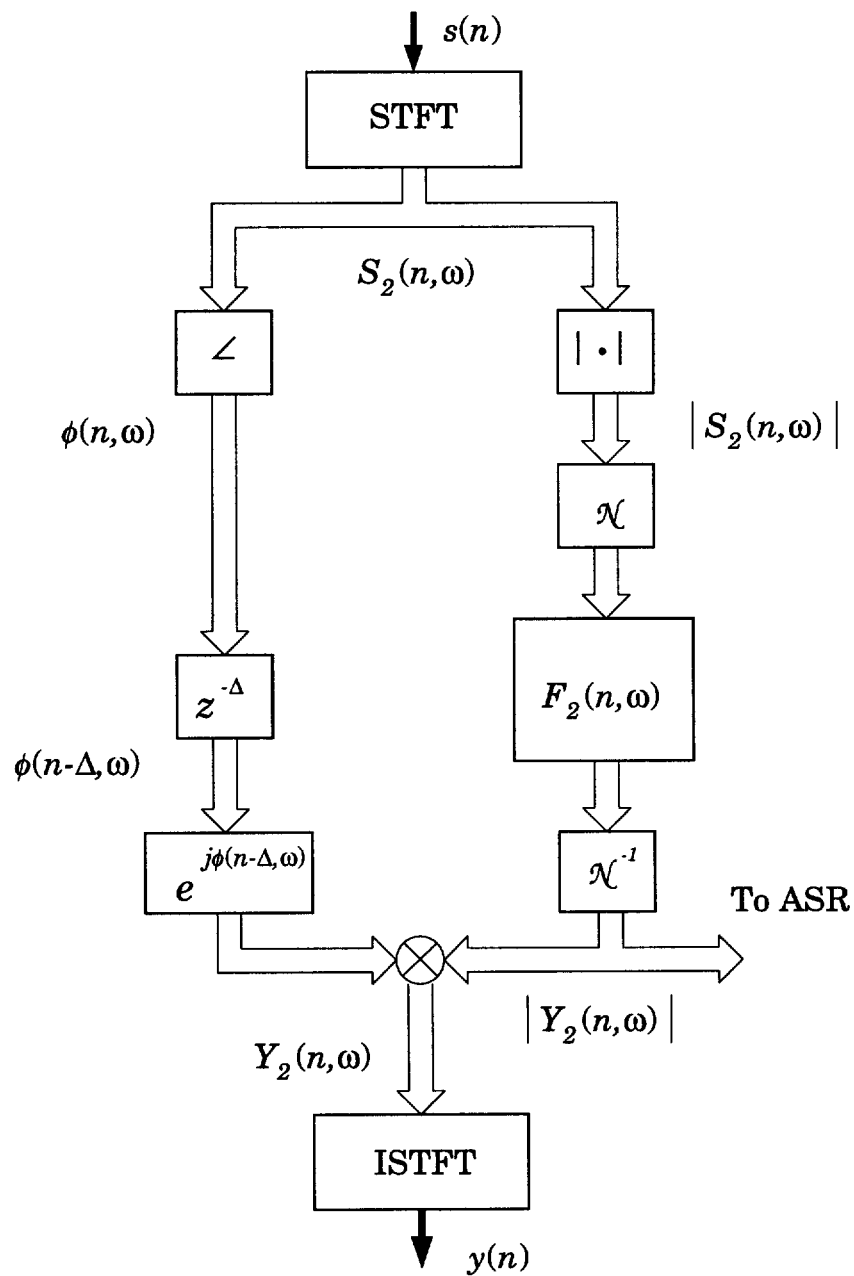 s(n)
STFT
S₂(n,ω)
∠
|•|
ϕ(n,ω)
|S₂(n,ω)|
𝒩
z^-Δ
F₂(n,ω)
ϕ(n-Δ,ω)
e^jϕ(n-Δ,ω)
𝒩^-1
To ASR
|Y₂(n,ω)|
Y₂(n,ω)
ISTFT
y(n)